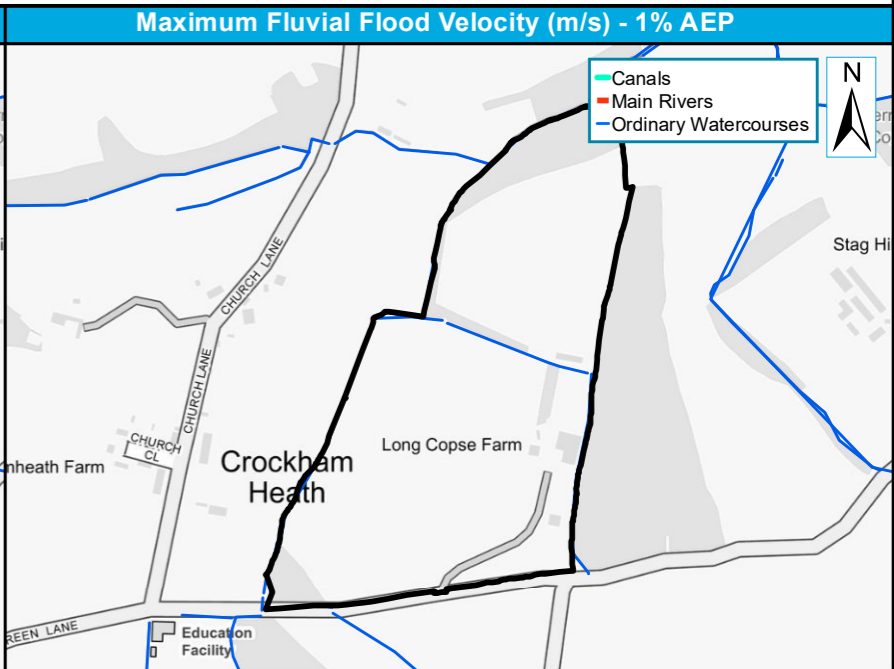 Maximum Fluvial Flood Velocity (m/s) - 1% AEP
Canals
Main Rivers
Ordinary Watercourses
N
CHURCH LANE
Stag Hi
CHURCH LANE
CHURCH
CL
nheath Farm
Crockham
Heath
Long Copse Farm
REEN LANE
Education
Facility